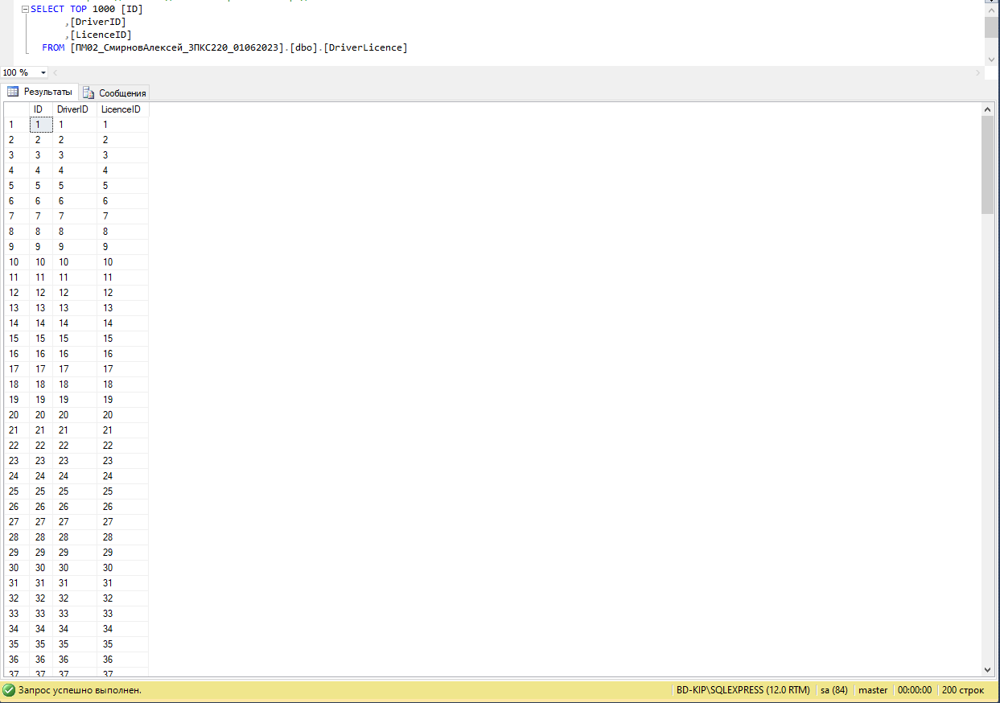 SELECT TOP 1000 [ID]
,[DriverID]
,[LicenceID]
FROM [ПМ02_СмирновАлексей_3ПКС220_01062023].[dbo].[DriverLicence]
100 %
Результаты Сообщения
ID DriverID LicenceID
1 1 1 1
2 2 2 2
3 3 3 3
4 4 4 4
5 5 5 5
6 6 6 6
7 7 7 7
8 8 8 8
9 9 9 9
10 10 10 10
11 11 11 11
12 12 12 12
13 13 13 13
14 14 14 14
15 15 15 15
16 16 16 16
17 17 17 17
18 18 18 18
19 19 19 19
20 20 20 20
21 21 21 21
22 22 22 22
23 23 23 23
24 24 24 24
25 25 25 25
26 26 26 26
27 27 27 27
28 28 28 28
29 29 29 29
30 30 30 30
31 31 31 31
32 32 32 32
33 33 33 33
34 34 34 34
35 35 35 35
36 36 36 36
37 37 37 37
Запрос успешно выполнен. BD-KIP\SQLEXPRESS (12.0 RTM) sa (84) master 00:00:00 200 строк